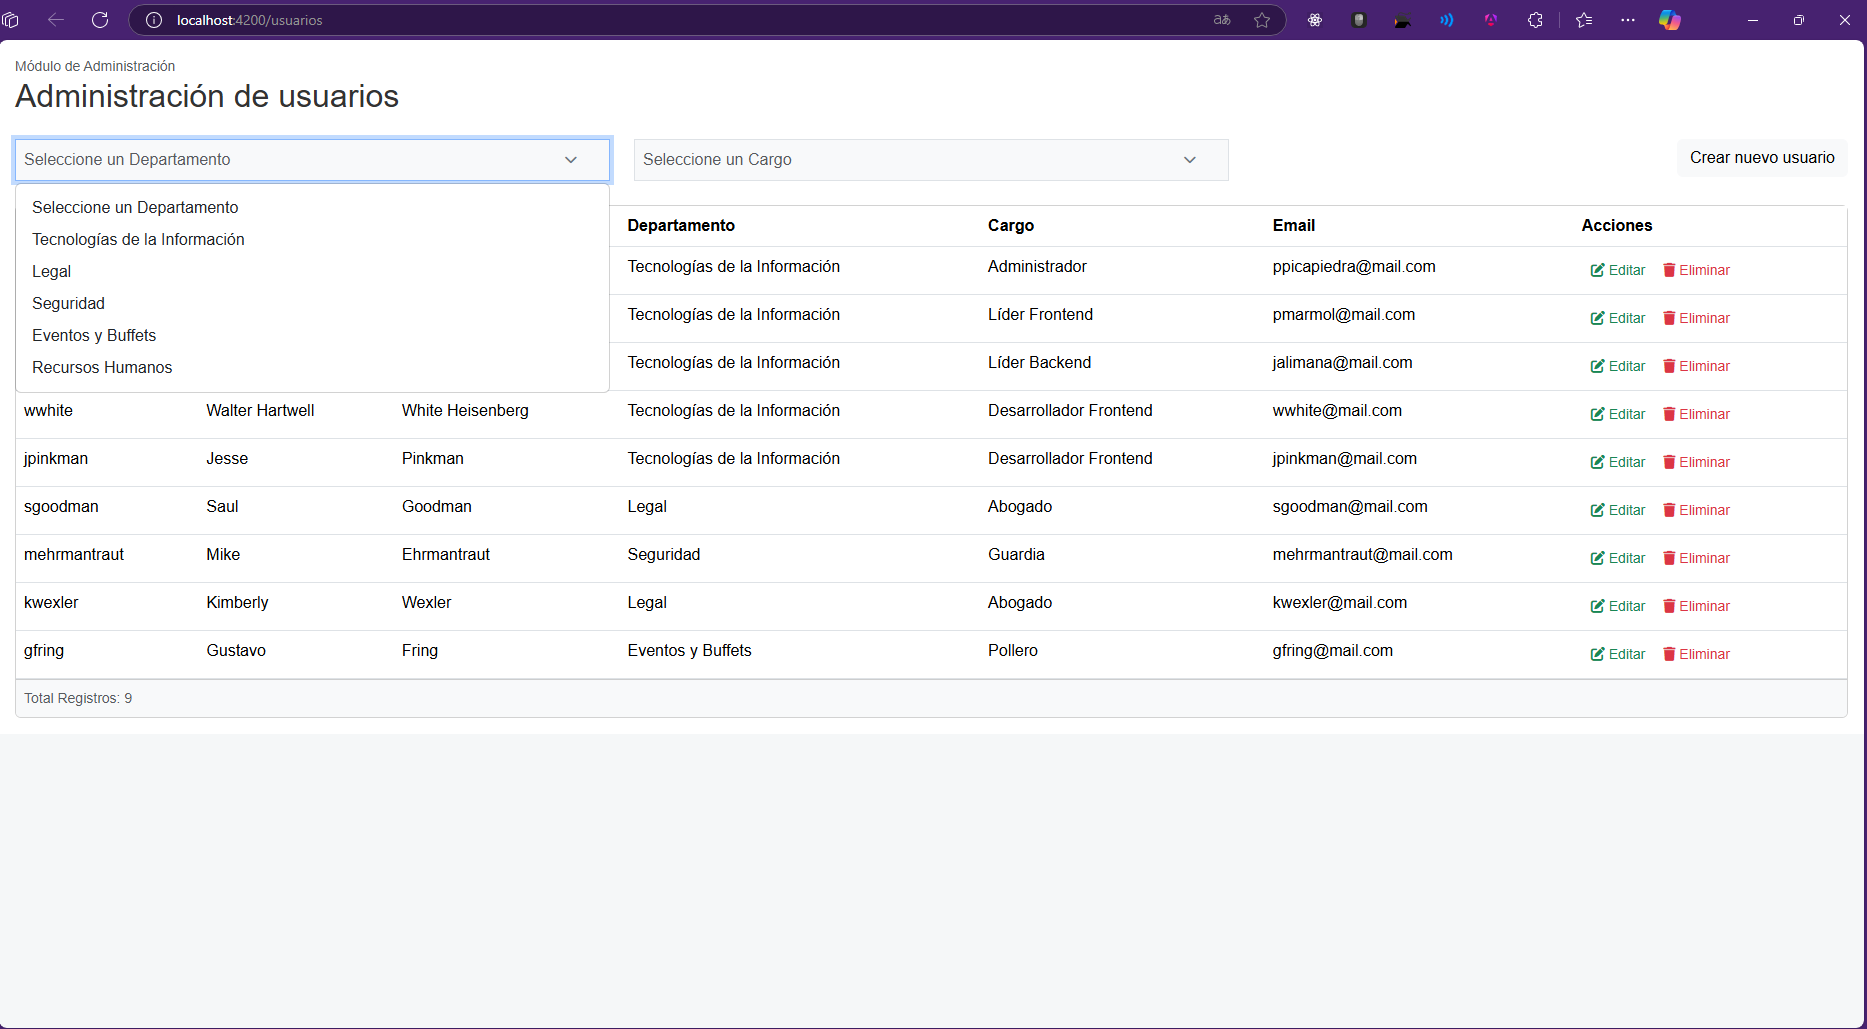 localhost:4200/usuarios
Módulo de Administración
Administración de usuarios
Seleccione un Departamento
Seleccione un Cargo
Crear nuevo usuario
Seleccione un Departamento
Tecnologías de la Información
Legal
Seguridad
Eventos y Buffets
Recursos Humanos
Departamento Cargo Email Acciones
Tecnologías de la Información Administrador ppicapiedra@mail.com Editar Eliminar
Tecnologías de la Información Líder Frontend pmarmol@mail.com Editar Eliminar
Tecnologías de la Información Líder Backend jalimana@mail.com Editar Eliminar
wwhite Walter Hartwell White Heisenberg Tecnologías de la Información Desarrollador Frontend wwhite@mail.com Editar Eliminar
jpinkman Jesse Pinkman Tecnologías de la Información Desarrollador Frontend jpinkman@mail.com Editar Eliminar
sgoodman Saul Goodman Legal Abogado sgoodman@mail.com Editar Eliminar
mehrmantraut Mike Ehrmantraut Seguridad Guardia mehrmantraut@mail.com Editar Eliminar
kwexler Kimberly Wexler Legal Abogado kwexler@mail.com Editar Eliminar
gfring Gustavo Fring Eventos y Buffets Pollero gfring@mail.com Editar Eliminar
Total Registros: 9